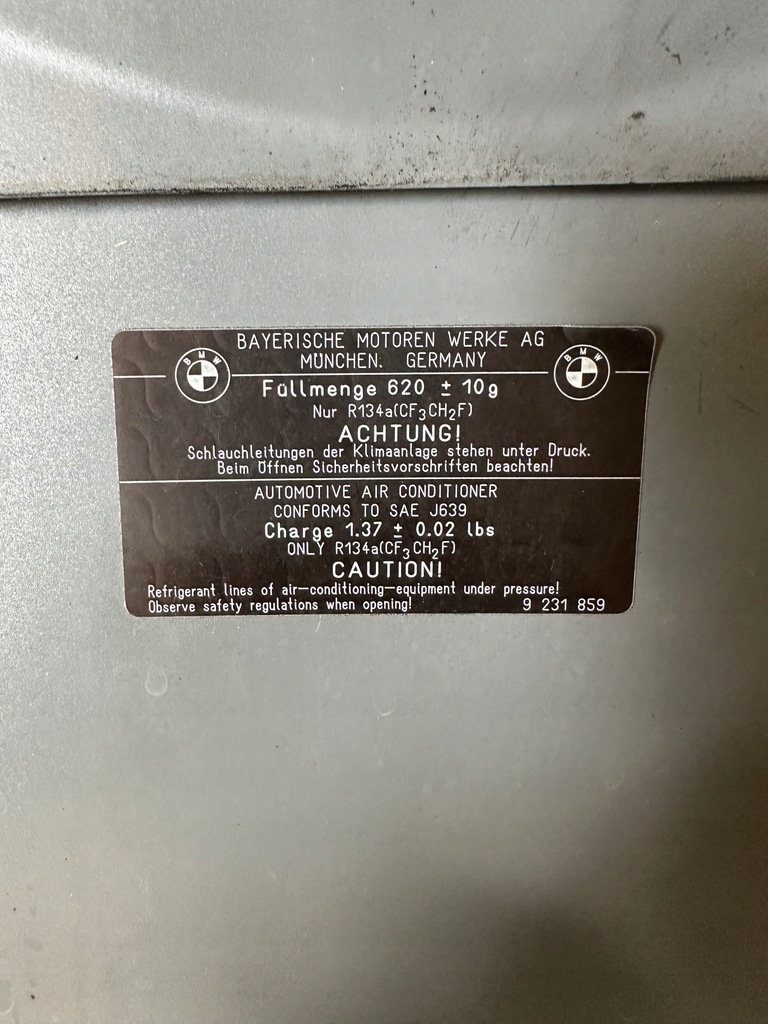 BAYERISCHE MOTOREN WERKE AG
MÜNCHEN. GERMANY
BMW
BMW
Füllmenge 620 ± 10g
Nur R134a(CF₃CH₂F)
ACHTUNG!
Schlauchleitungen der Klimaanlage stehen unter Druck.
Beim Öffnen Sicherheitsvorschriften beachten!
AUTOMOTIVE AIR CONDITIONER
CONFORMS TO SAE J639
Charge 1.37 ± 0.02 lbs
ONLY R134a(CF₃CH₂F)
CAUTION!
Refrigerant lines of air-conditioning-equipment under pressure!
Observe safety regulations when opening!
9 231 859